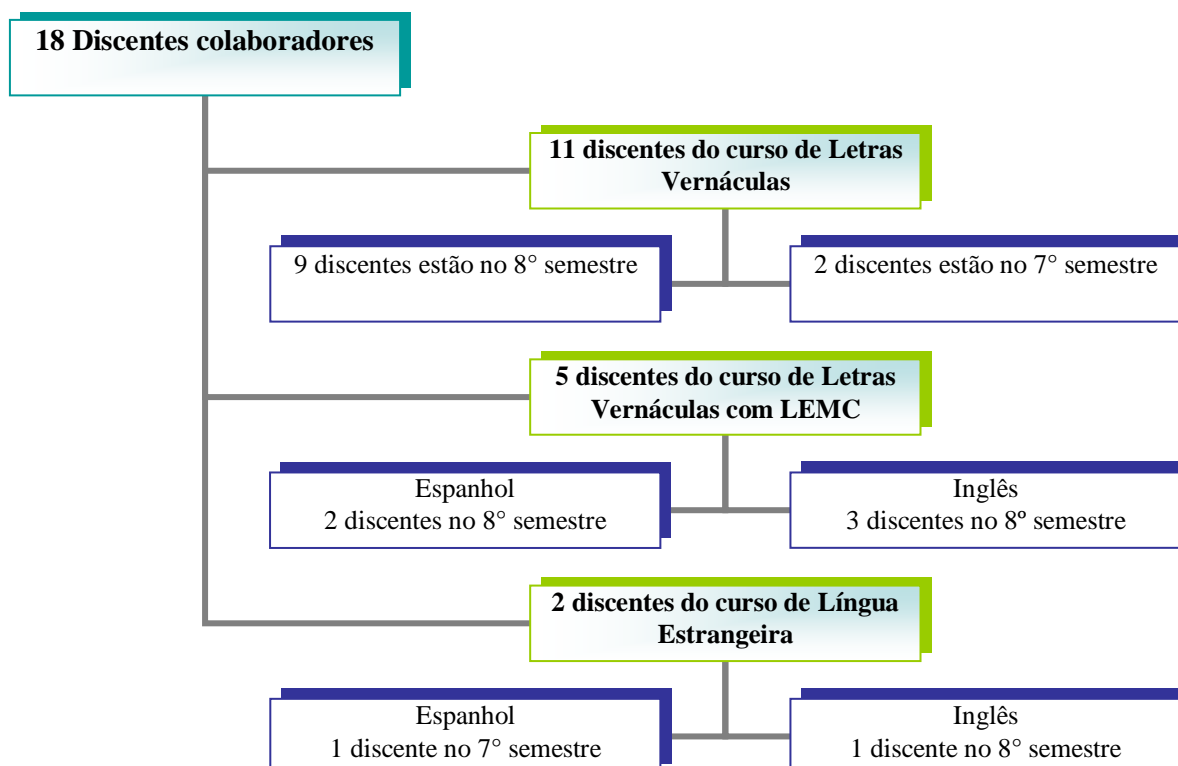 18 Discentes colaboradores
11 discentes do curso de Letras
Vernáculas
9 discentes estão no 8° semestre
2 discentes estão no 7° semestre
5 discentes do curso de Letras
Vernáculas com LEMC
Espanhol
2 discentes no 8° semestre
Inglês
3 discentes no 8º semestre
2 discentes do curso de Língua
Estrangeira
Espanhol
1 discente no 7° semestre
Inglês
1 discente no 8° semestre